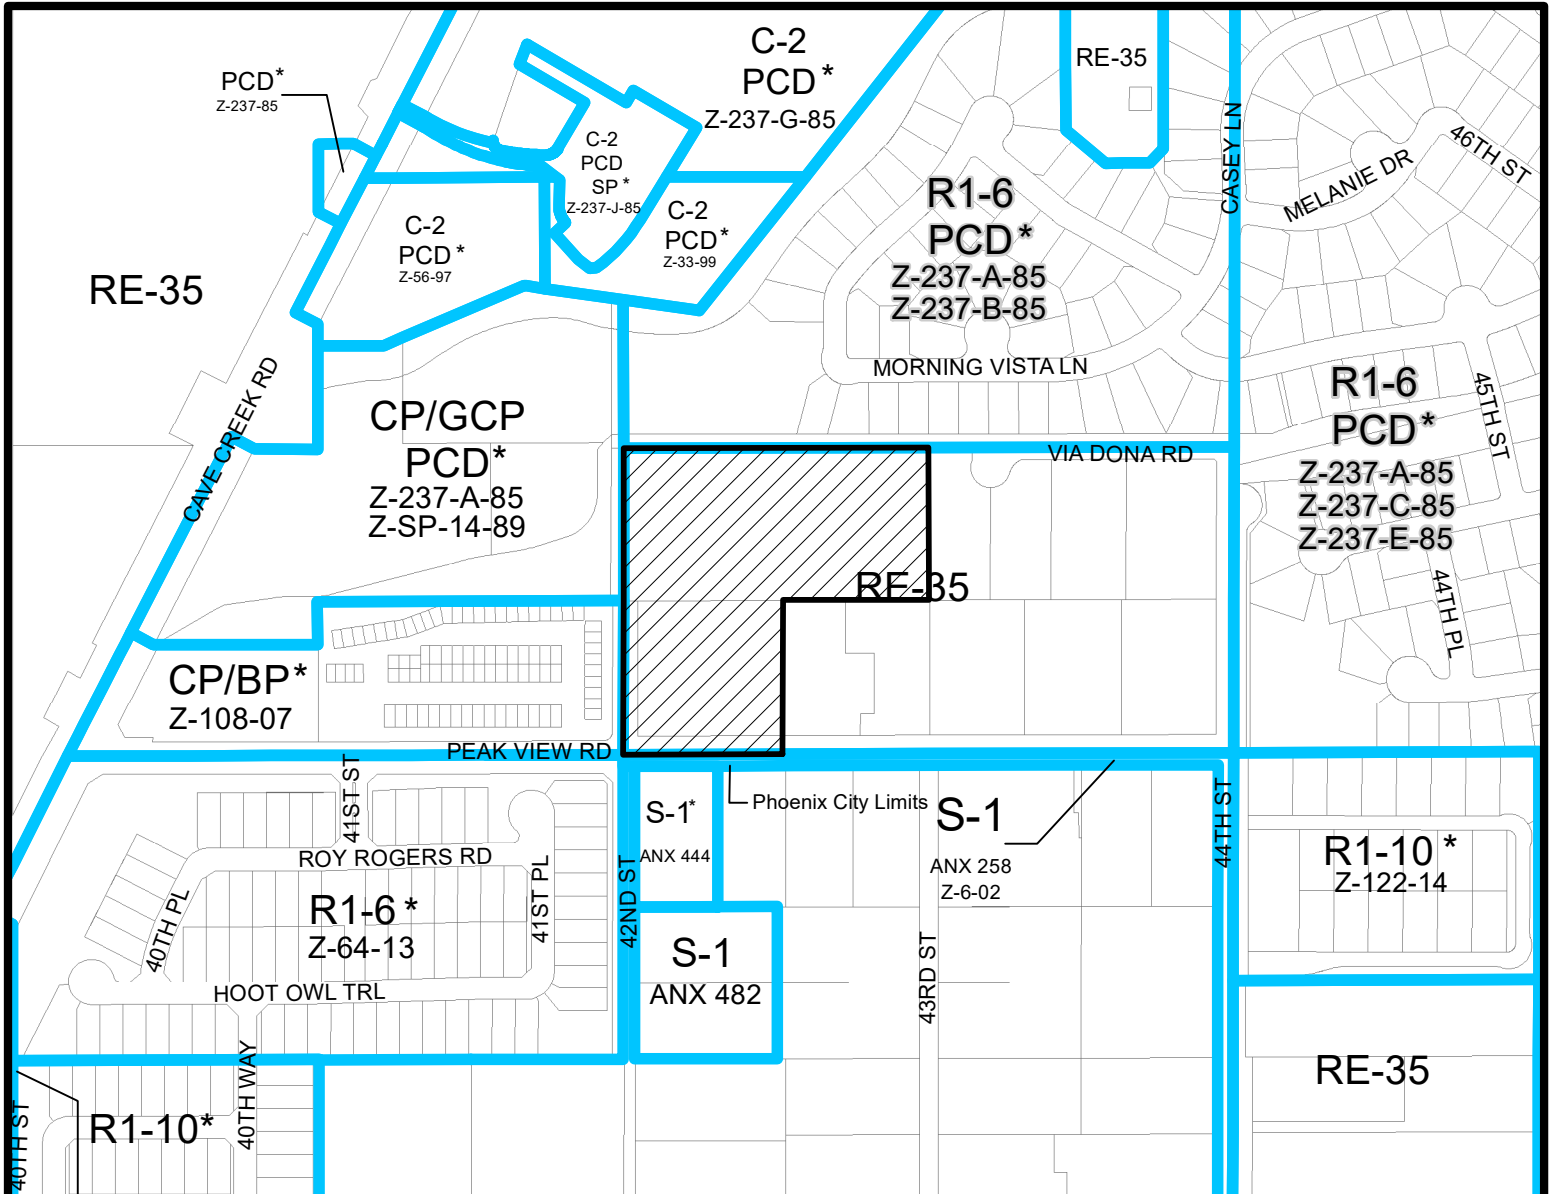 C-2
PCD*
Z-237-G-85
RE-35
PCD*
Z-237-85
C-2
PCD
SP*
Z-237-J-85
46TH ST
MELANIE DR
CASEY LN
R1-6
PCD*
Z-237-A-85
Z-237-B-85
C-2
PCD*
Z-56-97
C-2
PCD*
Z-33-99
RE-35
MORNING VISTA LN
CAVE CREEK RD
CP/GCP
PCD*
Z-237-A-85
Z-SP-14-89
R1-6
PCD*
Z-237-A-85
Z-237-C-85
Z-237-E-85
45TH ST
VIA DONA RD
RE-35
44TH PL
CP/BP*
Z-108-07
PEAK VIEW RD
41ST ST
S-1*
ANX 444
Phoenix City Limits
S-1
ANX 258
Z-6-02
44TH ST
R1-10 *
Z-122-14
ROY ROGERS RD
R1-6 *
Z-64-13
40TH PL
41ST PL
42ND ST
S-1
ANX 482
43RD ST
HOOT OWL TRL
RE-35
40TH WAY
R1-10*
40TH ST